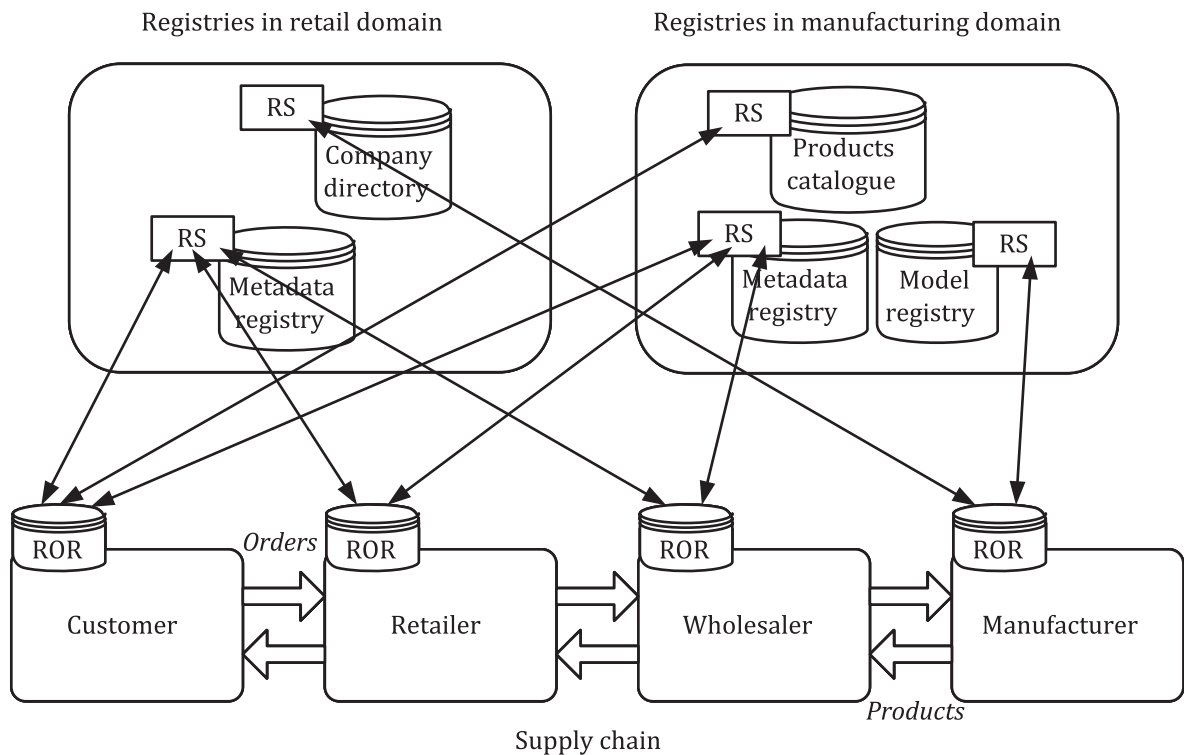 Registries in retail domain
Registries in manufacturing domain
RS
Company
directory
RS
Metadata
registry
RS
Products
catalogue
RS
Metadata
registry
RS
Model
registry
ROR
Customer
Orders
ROR
Retailer
ROR
Wholesaler
ROR
Manufacturer
Products
Supply chain